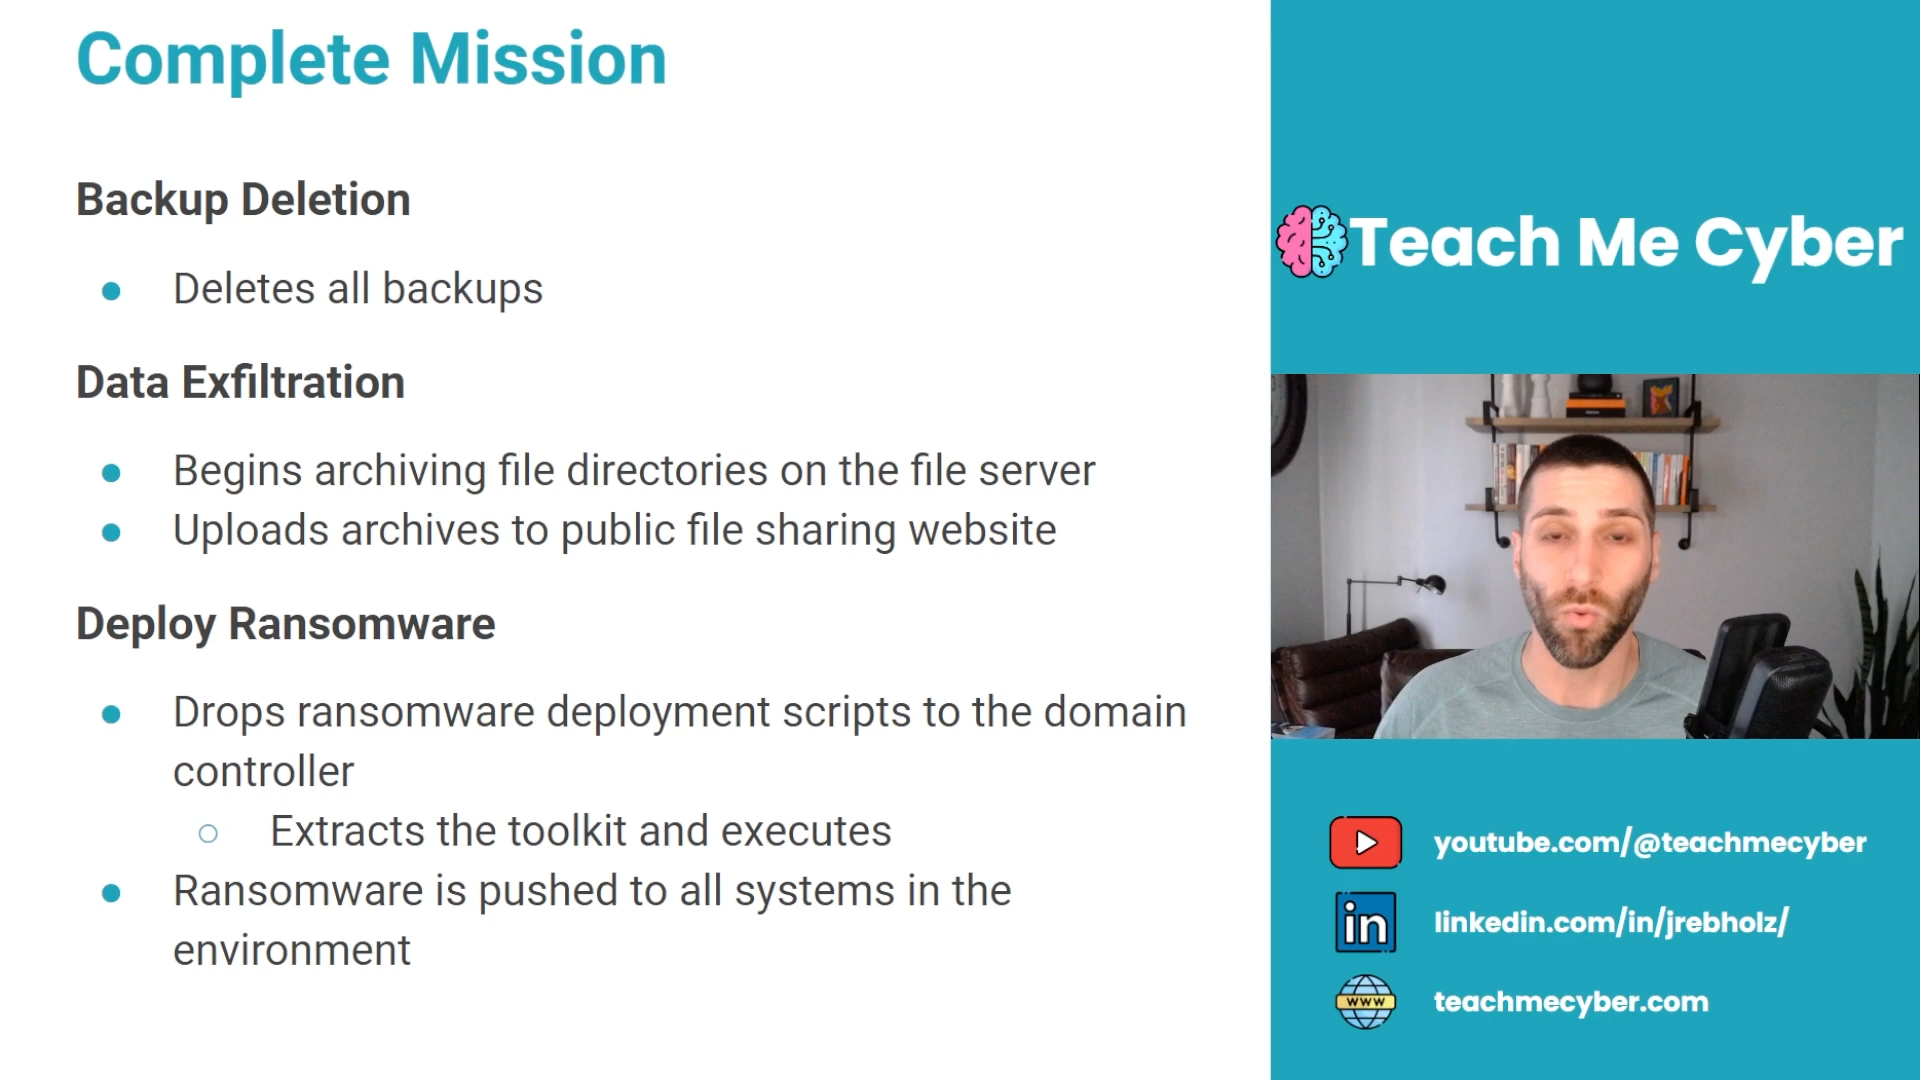 Complete Mission
Backup Deletion
● Deletes all backups
Data Exfiltration
● Begins archiving file directories on the file server
● Uploads archives to public file sharing website
Deploy Ransomware
● Drops ransomware deployment scripts to the domain
controller
○ Extracts the toolkit and executes
● Ransomware is pushed to all systems in the
environment
Teach Me Cyber
youtube.com/@teachmecyber
in
linkedin.com/in/jrebholz/
WWW
teachmecyber.com